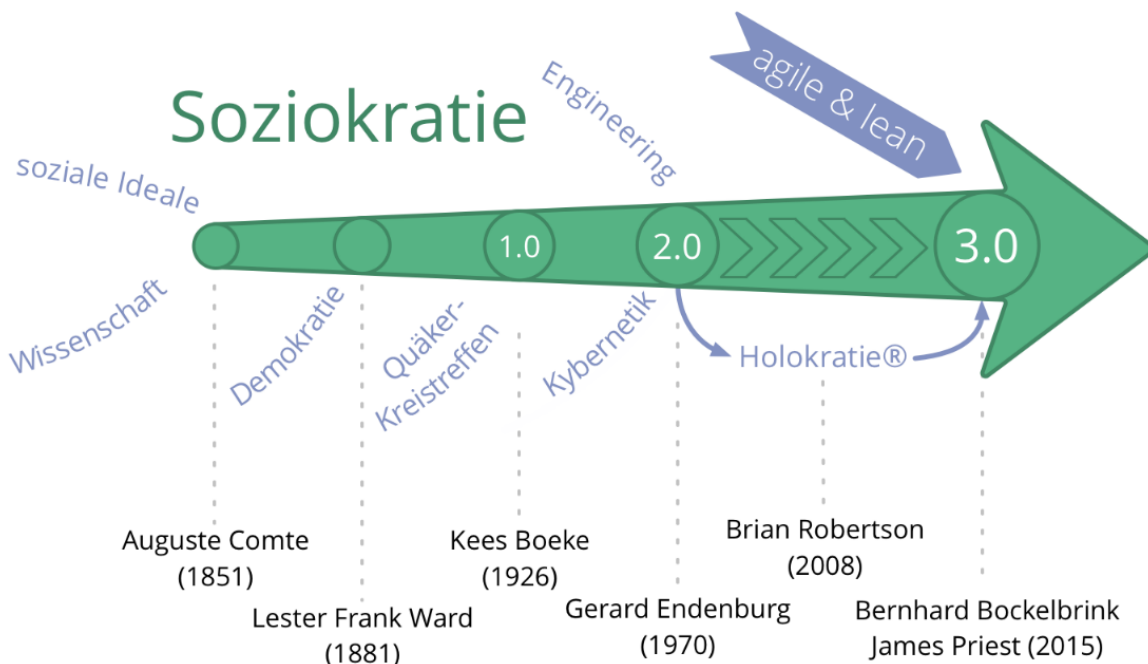 Soziokratie
soziale Ideale
Wissenschaft
Demokratie
Quäker-
Kreistreffen
Engineering
Kybernetik
agile & lean
1.0
2.0
3.0
Holokratie®
Auguste Comte
(1851)
Lester Frank Ward
(1881)
Kees Boeke
(1926)
Gerard Endenburg
(1970)
Brian Robertson
(2008)
Bernhard Bockelbrink
James Priest (2015)